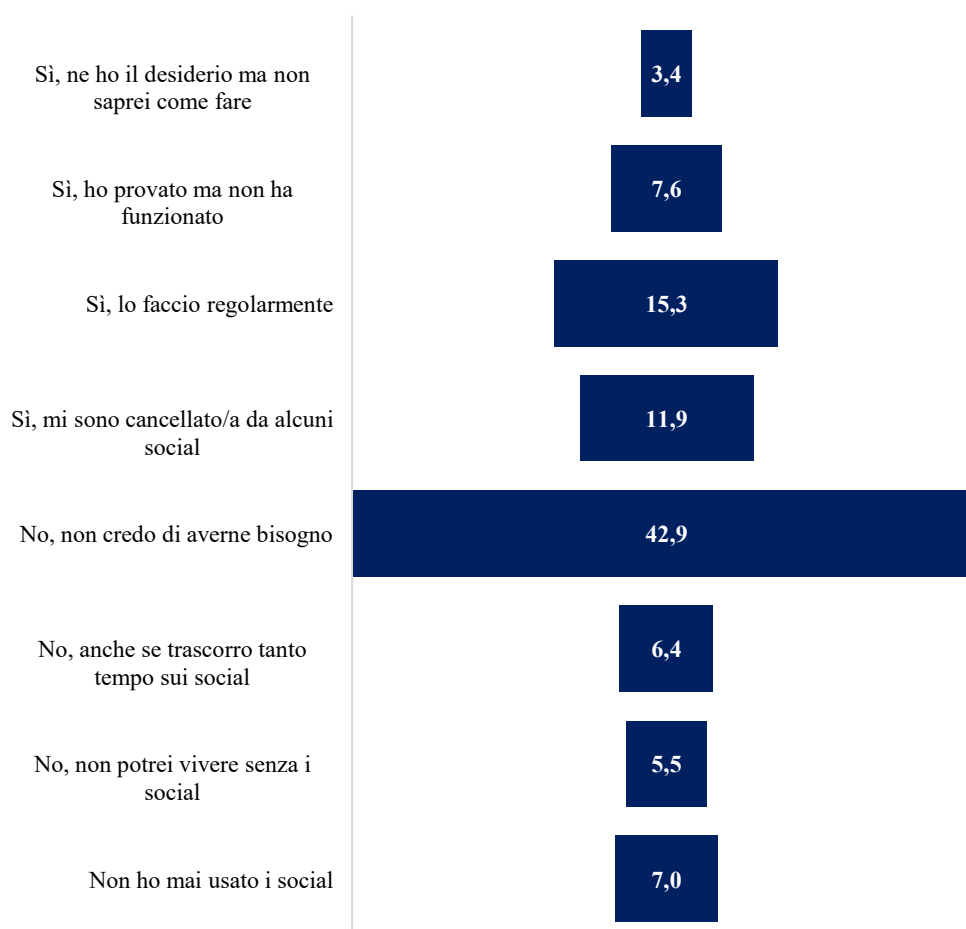 Sì, ne ho il desiderio ma non
saprei come fare
3,4
Sì, ho provato ma non ha
funzionato
7,6
Sì, lo faccio regolarmente
15,3
Sì, mi sono cancellato/a da alcuni
social
11,9
No, non credo di averne bisogno
42,9
No, anche se trascorro tanto
tempo sui social
6,4
No, non potrei vivere senza i
social
5,5
Non ho mai usato i social
7,0